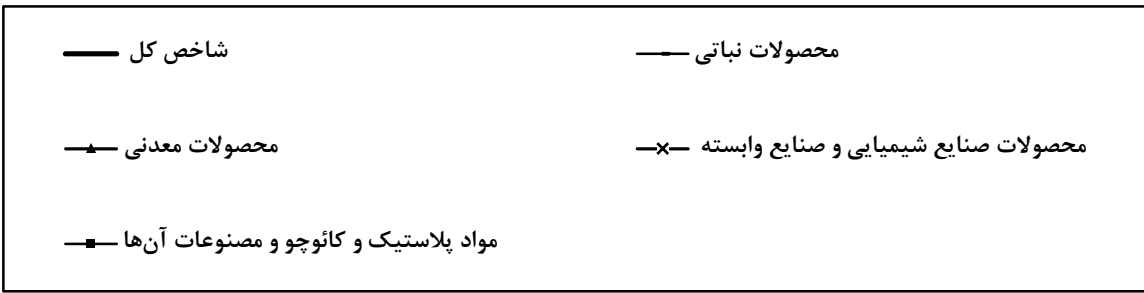 محصولات نباتی
شاخص کل
محصولات صنایع شیمیایی و صنایع وابسته
محصولات معدنی
مواد پلاستیک و کائوچو و مصنوعات آن‌ها